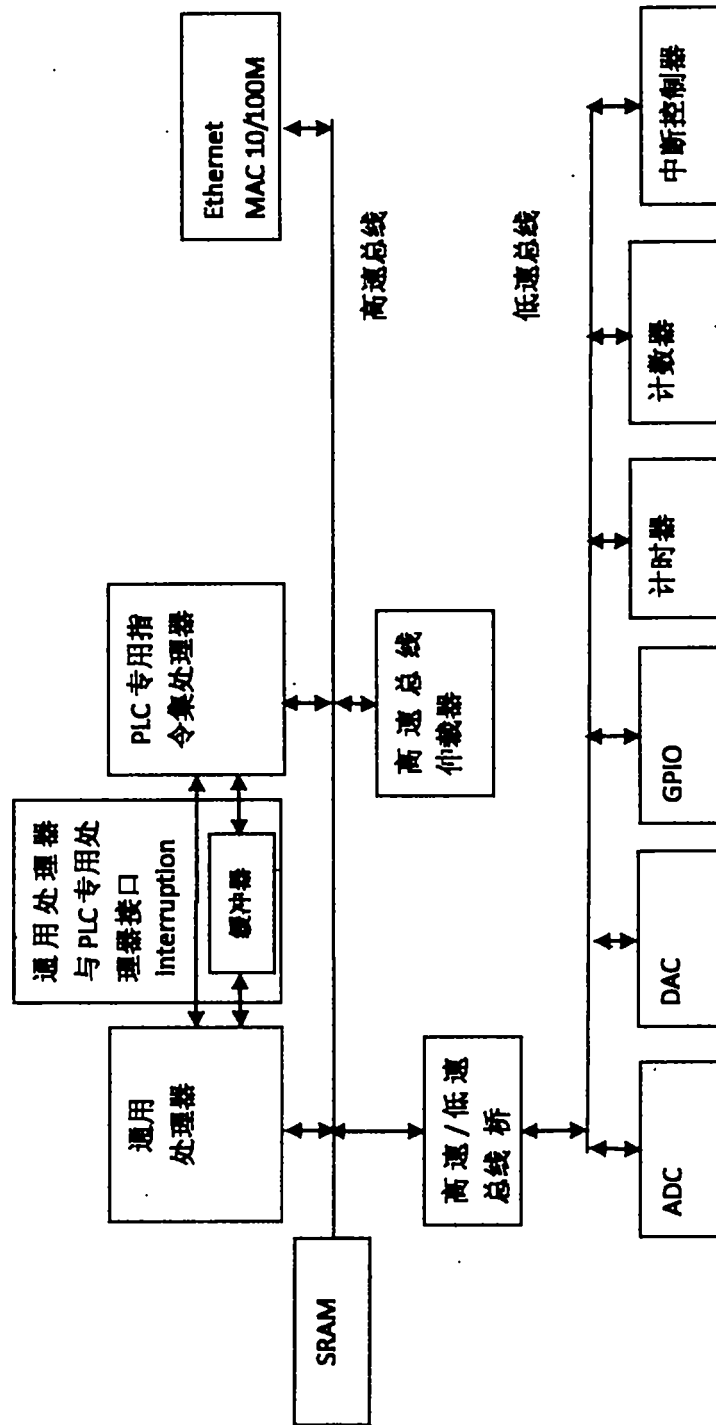 通用
处理器
通用处理器
与PLC专用处
理器接口
Interruption
缓冲器
PLC专用指
令集处理器
Ethernet
MAC 10/100M
SRAM
高速总线
高速/低速
总线桥
高速总线
仲裁器
低速总线
ADC
DAC
GPIO
计时器
计数器
中断控制器